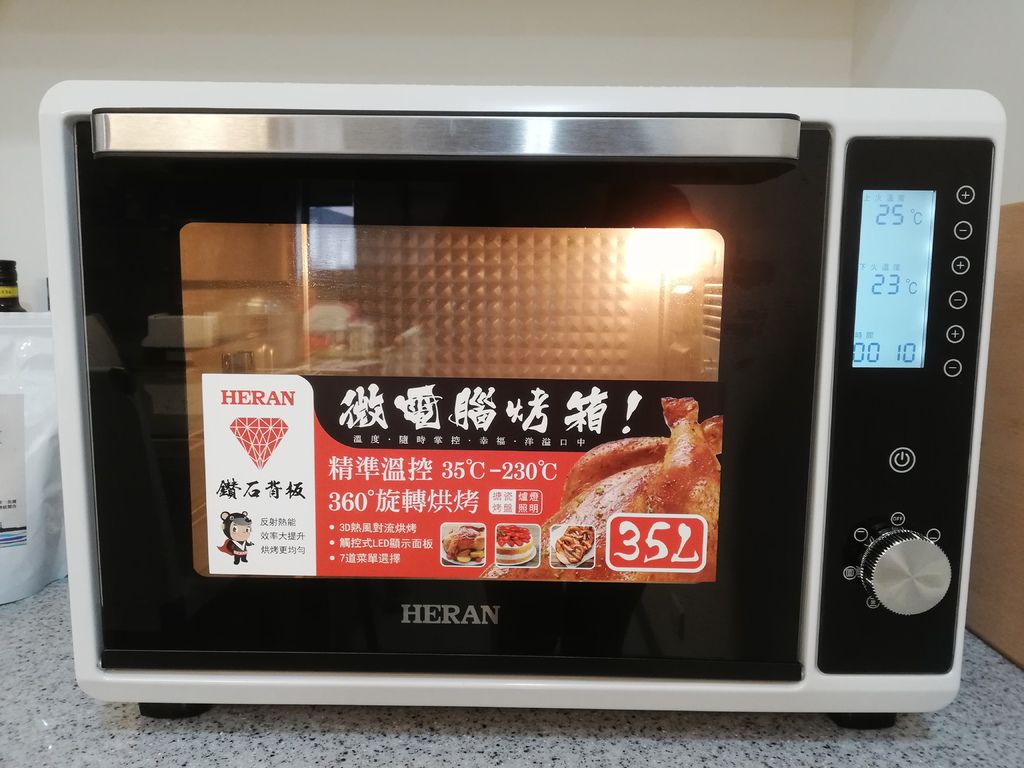 HERAN
鑽石背板
反射熱能
效率大提升
烘烤更均勻
微電腦烤箱!
溫度·隨時掌控·幸福·洋溢口中
精準溫控 35℃-230℃
360°旋轉烘烤
搪瓷烤盤
爐燈照明
• 3D熱風對流烘烤
• 觸控式LED顯示面板
• 7道菜單選擇
35L
HERAN
上火溫度
25℃
下火溫度
23℃
時間
00 10
OFF